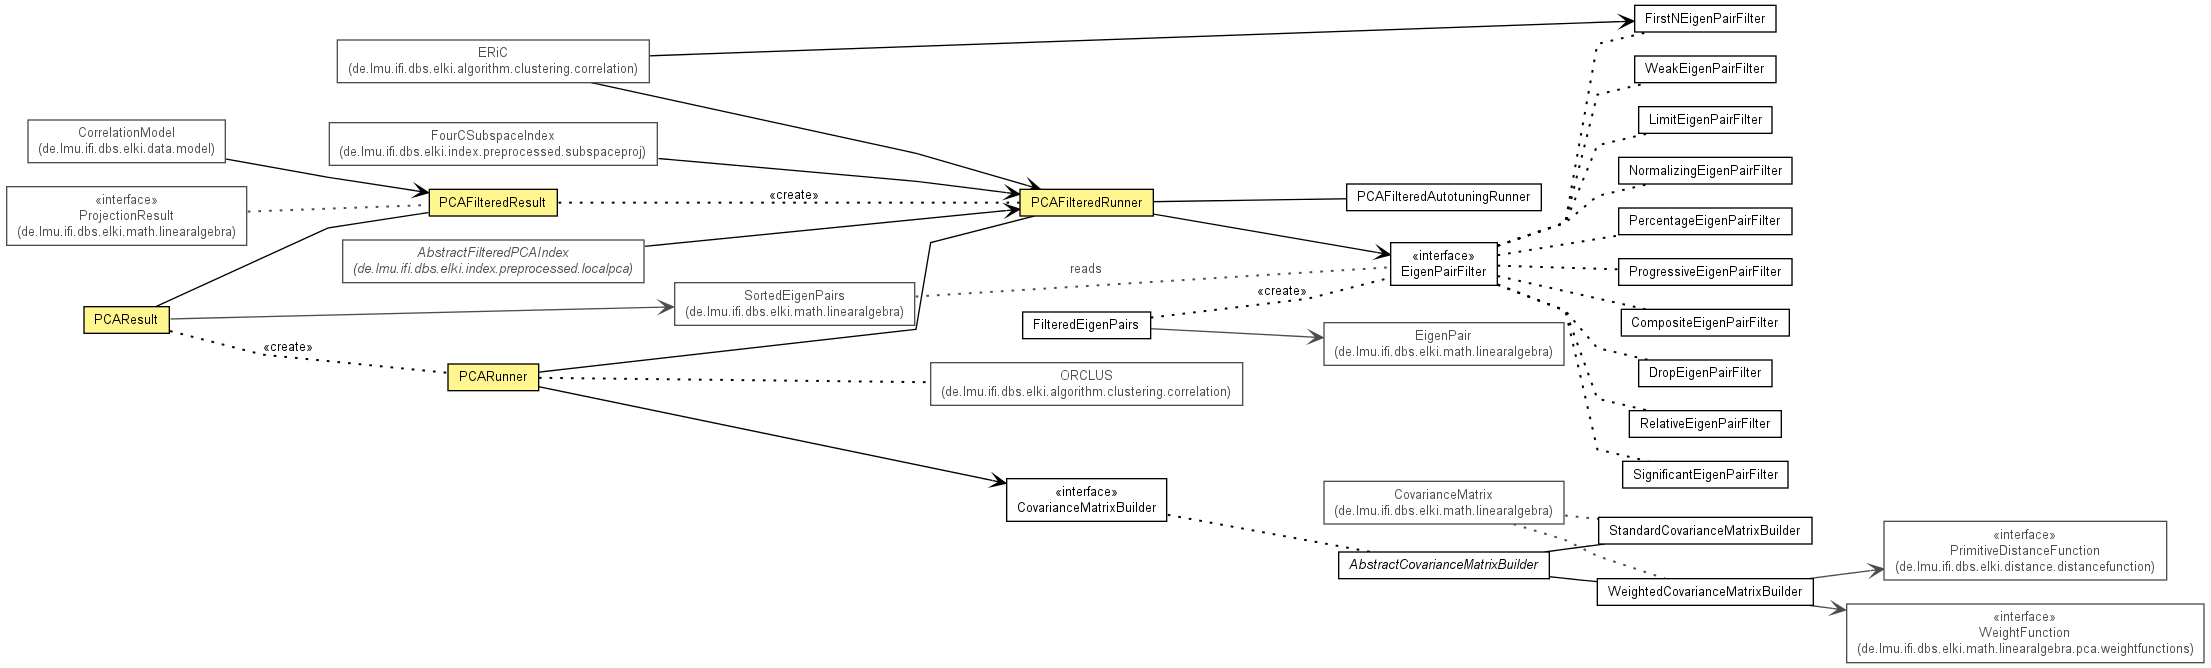 ERiC
(de.lmu.ifi.dbs.elki.algorithm.clustering.correlation)
CorrelationModel
(de.lmu.ifi.dbs.elki.data.model)
FourCSubspaceIndex
(de.lmu.ifi.dbs.elki.index.preprocessed.subspaceproj)
«interface»
ProjectionResult
(de.lmu.ifi.dbs.elki.math.linearalgebra)
PCAFilteredResult
«create»
PCAFilteredRunner
PCAFilteredAutotuningRunner
AbstractFilteredPCAIndex
(de.lmu.ifi.dbs.elki.index.preprocessed.localpca)
«interface»
EigenPairFilter
reads
«create»
SortedEigenPairs
(de.lmu.ifi.dbs.elki.math.linearalgebra)
PCAResult
«create»
FilteredEigenPairs
EigenPair
(de.lmu.ifi.dbs.elki.math.linearalgebra)
PCARunner
ORCLUS
(de.lmu.ifi.dbs.elki.algorithm.clustering.correlation)
FirstNEigenPairFilter
WeakEigenPairFilter
LimitEigenPairFilter
NormalizingEigenPairFilter
PercentageEigenPairFilter
ProgressiveEigenPairFilter
CompositeEigenPairFilter
DropEigenPairFilter
RelativeEigenPairFilter
SignificantEigenPairFilter
«interface»
CovarianceMatrixBuilder
CovarianceMatrix
(de.lmu.ifi.dbs.elki.math.linearalgebra)
AbstractCovarianceMatrixBuilder
StandardCovarianceMatrixBuilder
WeightedCovarianceMatrixBuilder
«interface»
PrimitiveDistanceFunction
(de.lmu.ifi.dbs.elki.distance.distancefunction)
«interface»
WeightFunction
(de.lmu.ifi.dbs.elki.math.linearalgebra.pca.weightfunctions)